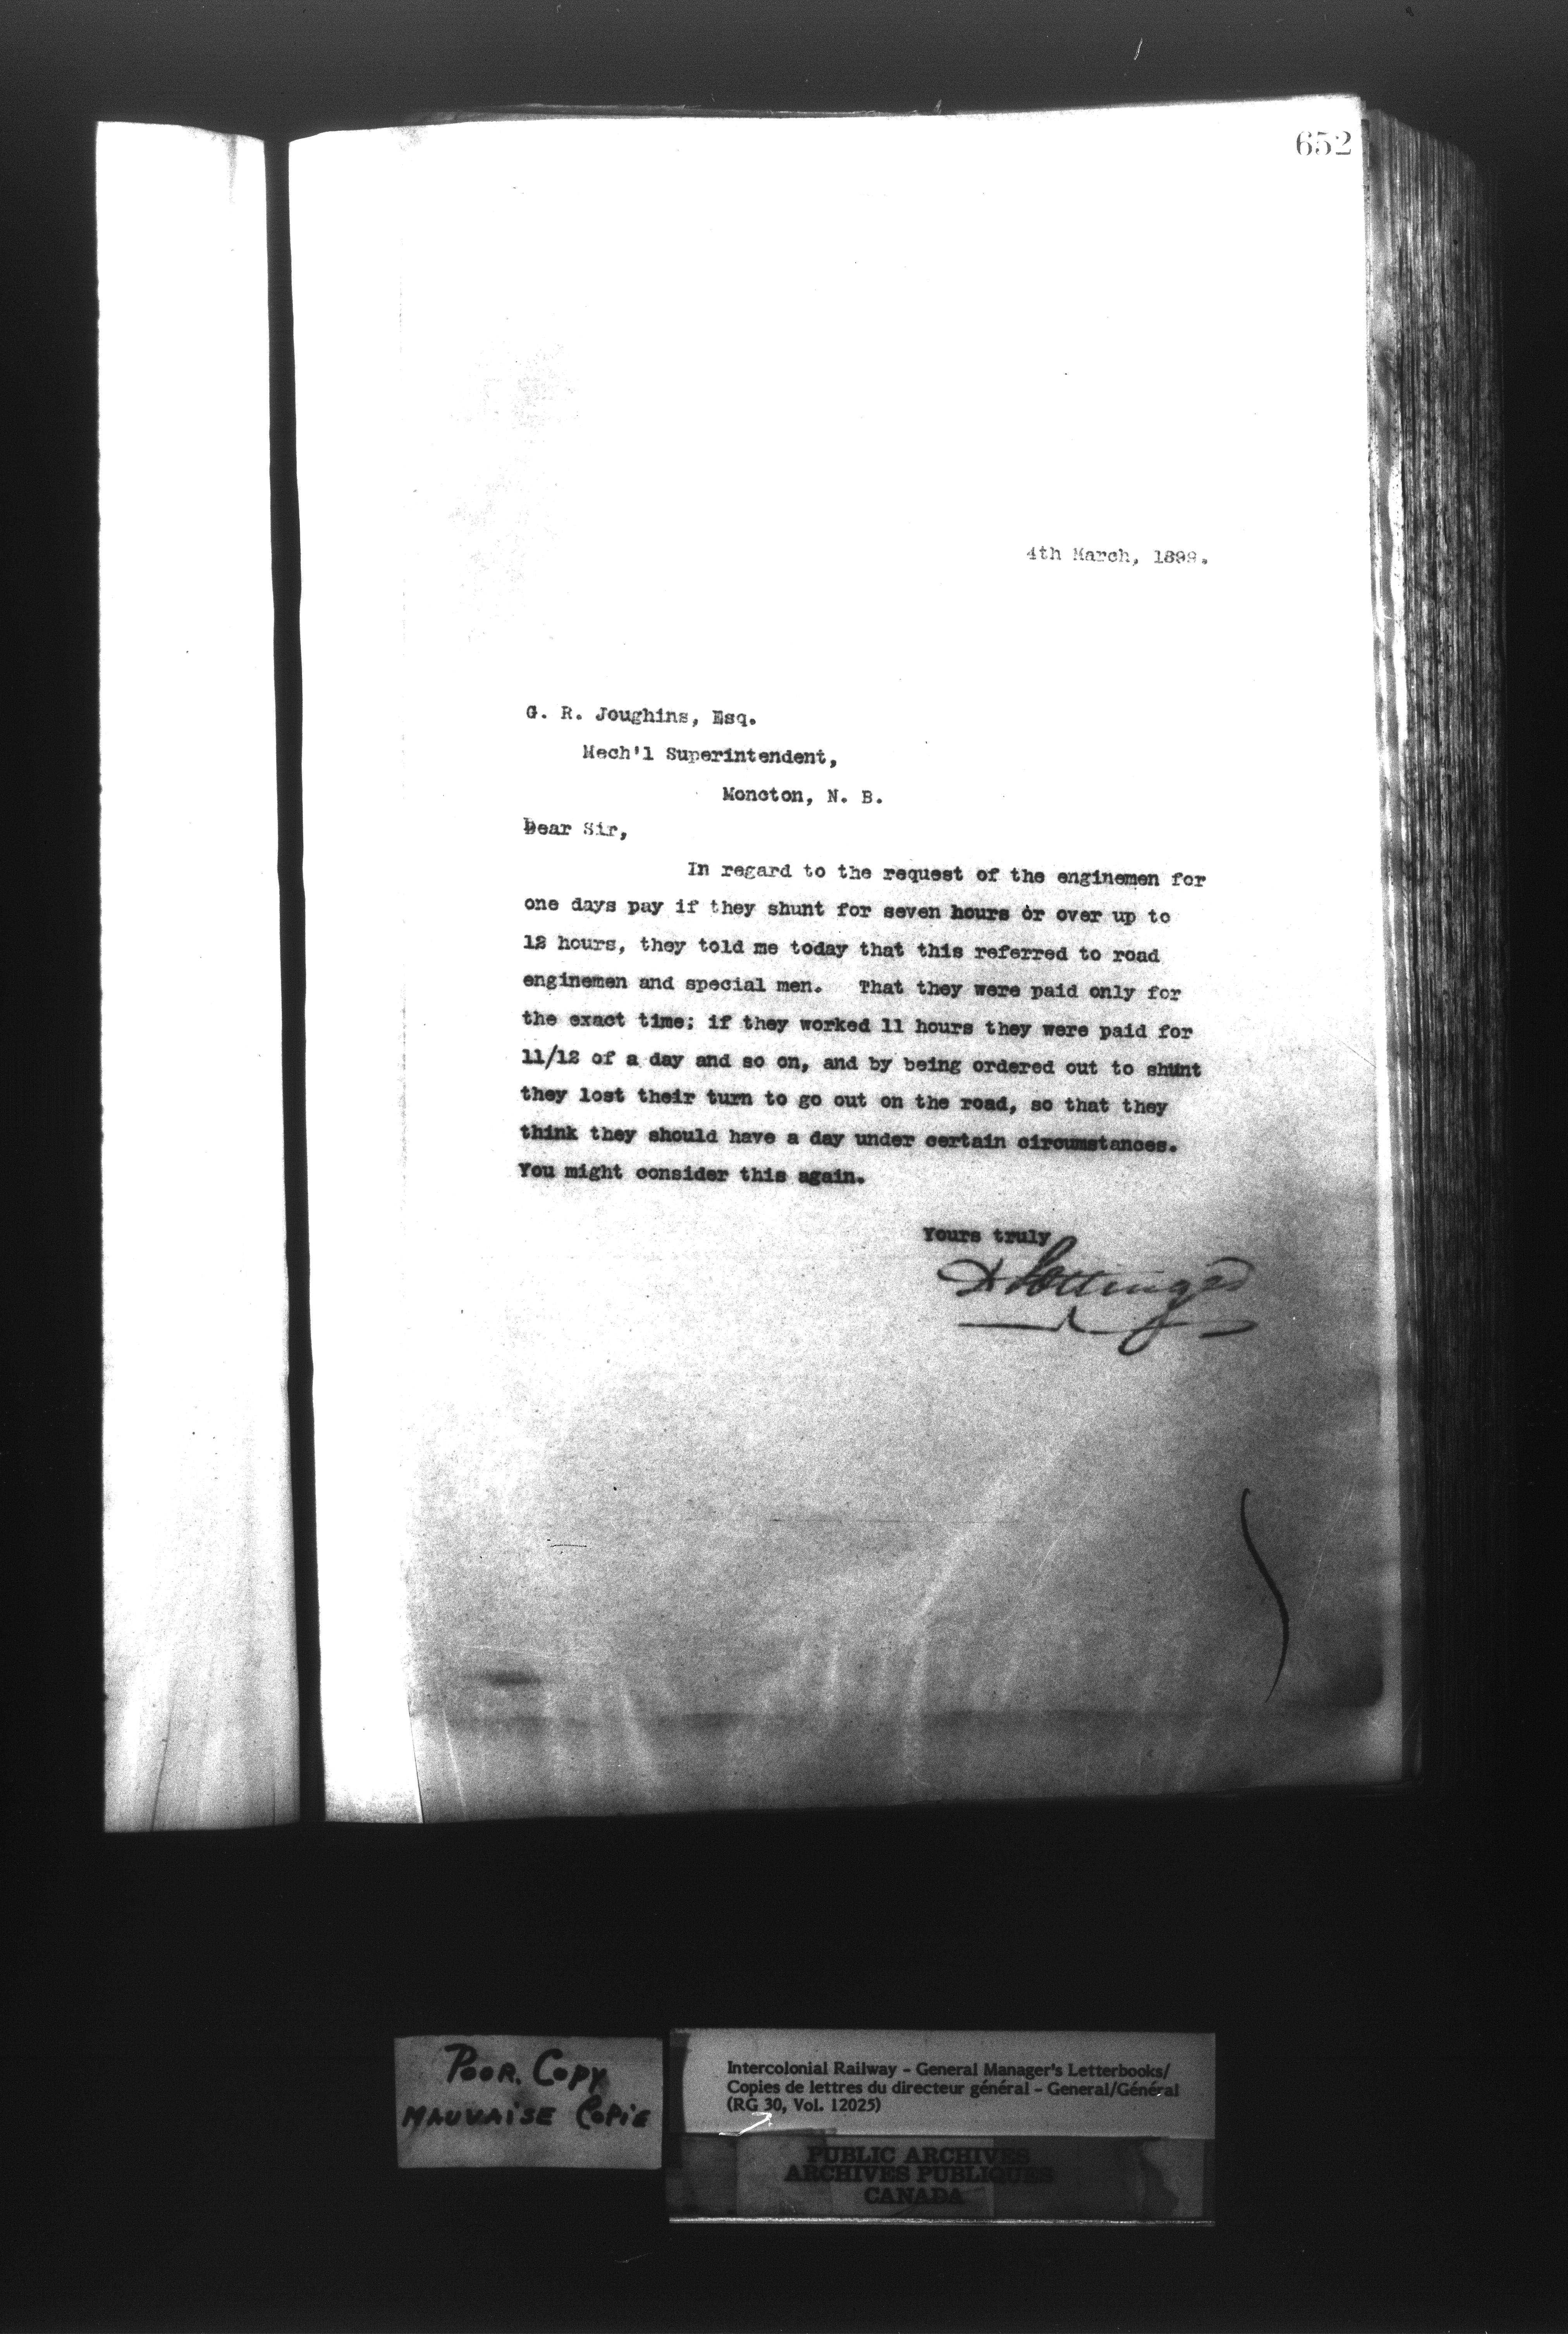 652
4th March, 1899.
G. R. Joughins, Esq.
Mech'l Superintendent,
Moncton, N. B.
Dear Sir,
In regard to the request of the enginemen for
one days pay if they shunt for seven hours or over up to
12 hours, they told me today that this referred to road
enginemen and special men.   That they were paid only for
the exact time; if they worked 11 hours they were paid for
11/12 of a day and so on, and by being ordered out to shunt
they lost their turn to go out on the road, so that they
think they should have a day under certain circumstances.
You might consider this again.
Yours truly
D Pottinger
POOR. COPY
MAUVAISE COPIE
Intercolonial Railway - General Manager's Letterbooks/
Copies de lettres du directeur général - General/Général
(RG 30, Vol. 12025)
PUBLIC ARCHIVES
ARCHIVES PUBLIQUES
CANADA